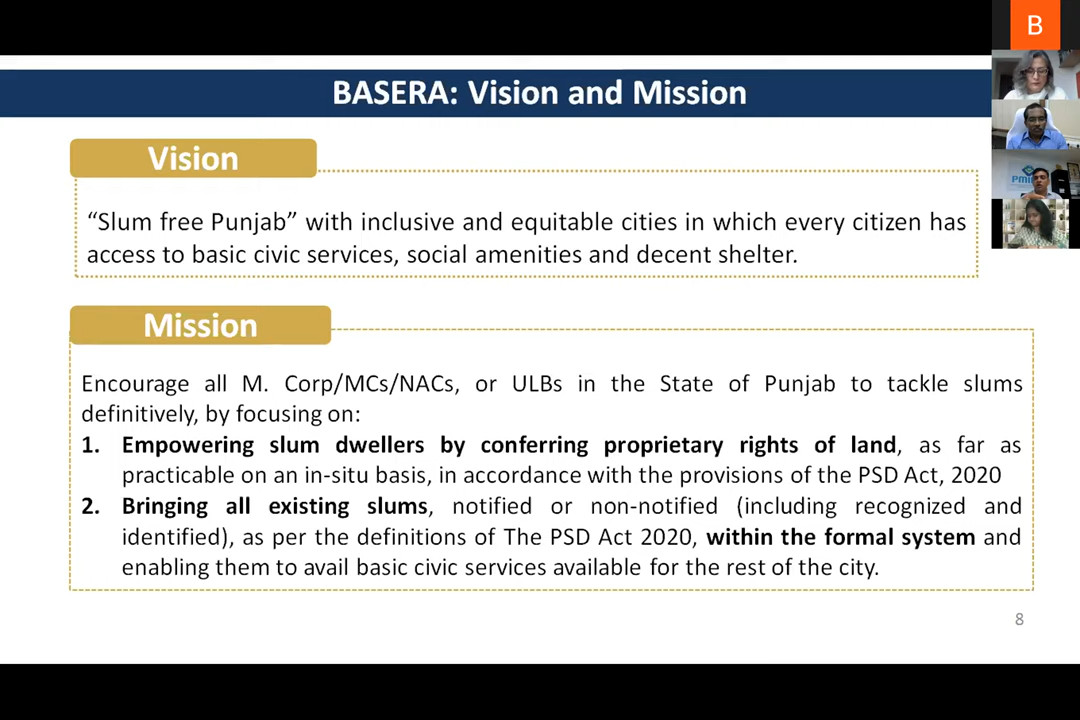 B
BASERA: Vision and Mission
Vision
“Slum free Punjab” with inclusive and equitable cities in which every citizen has
access to basic civic services, social amenities and decent shelter.
Mission
Encourage all M. Corp/MCs/NACs, or ULBs in the State of Punjab to tackle slums
definitively, by focusing on:
1. Empowering slum dwellers by conferring proprietary rights of land, as far as
practicable on an in-situ basis, in accordance with the provisions of the PSD Act, 2020
2. Bringing all existing slums, notified or non-notified (including recognized and
identified), as per the definitions of The PSD Act 2020, within the formal system and
enabling them to avail basic civic services available for the rest of the city.
8